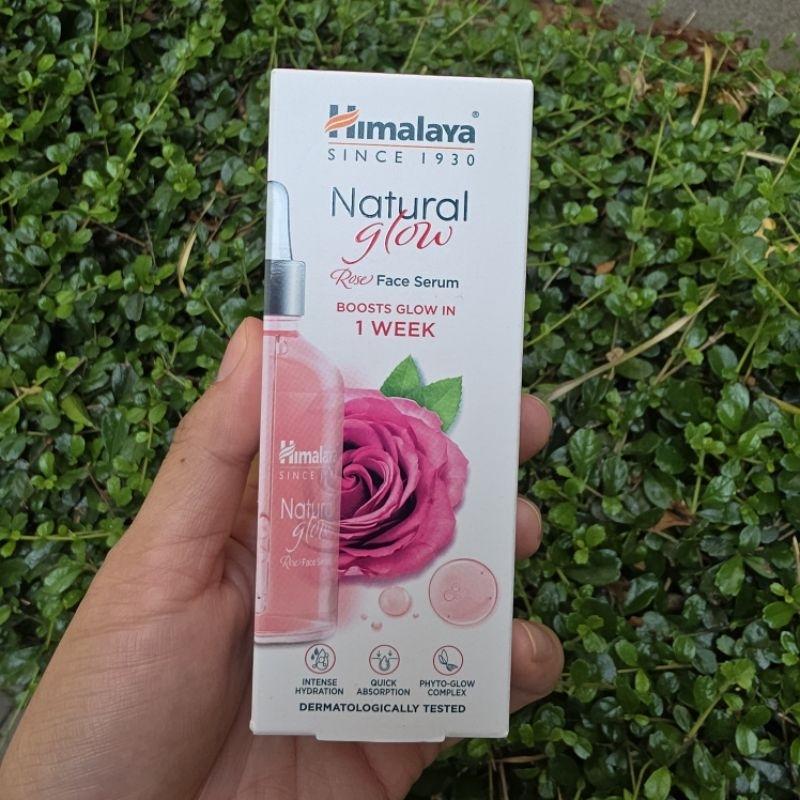 Himalaya®
SINCE 1930
Natural
glow
Rose Face Serum
BOOSTS GLOW IN
1 WEEK
Himalaya
SINCE 1
Natural
glow
Rose Face Serum
INTENSE
HYDRATION
QUICK
ABSORPTION
PHYTO-GLOW
COMPLEX
DERMATOLOGICALLY TESTED